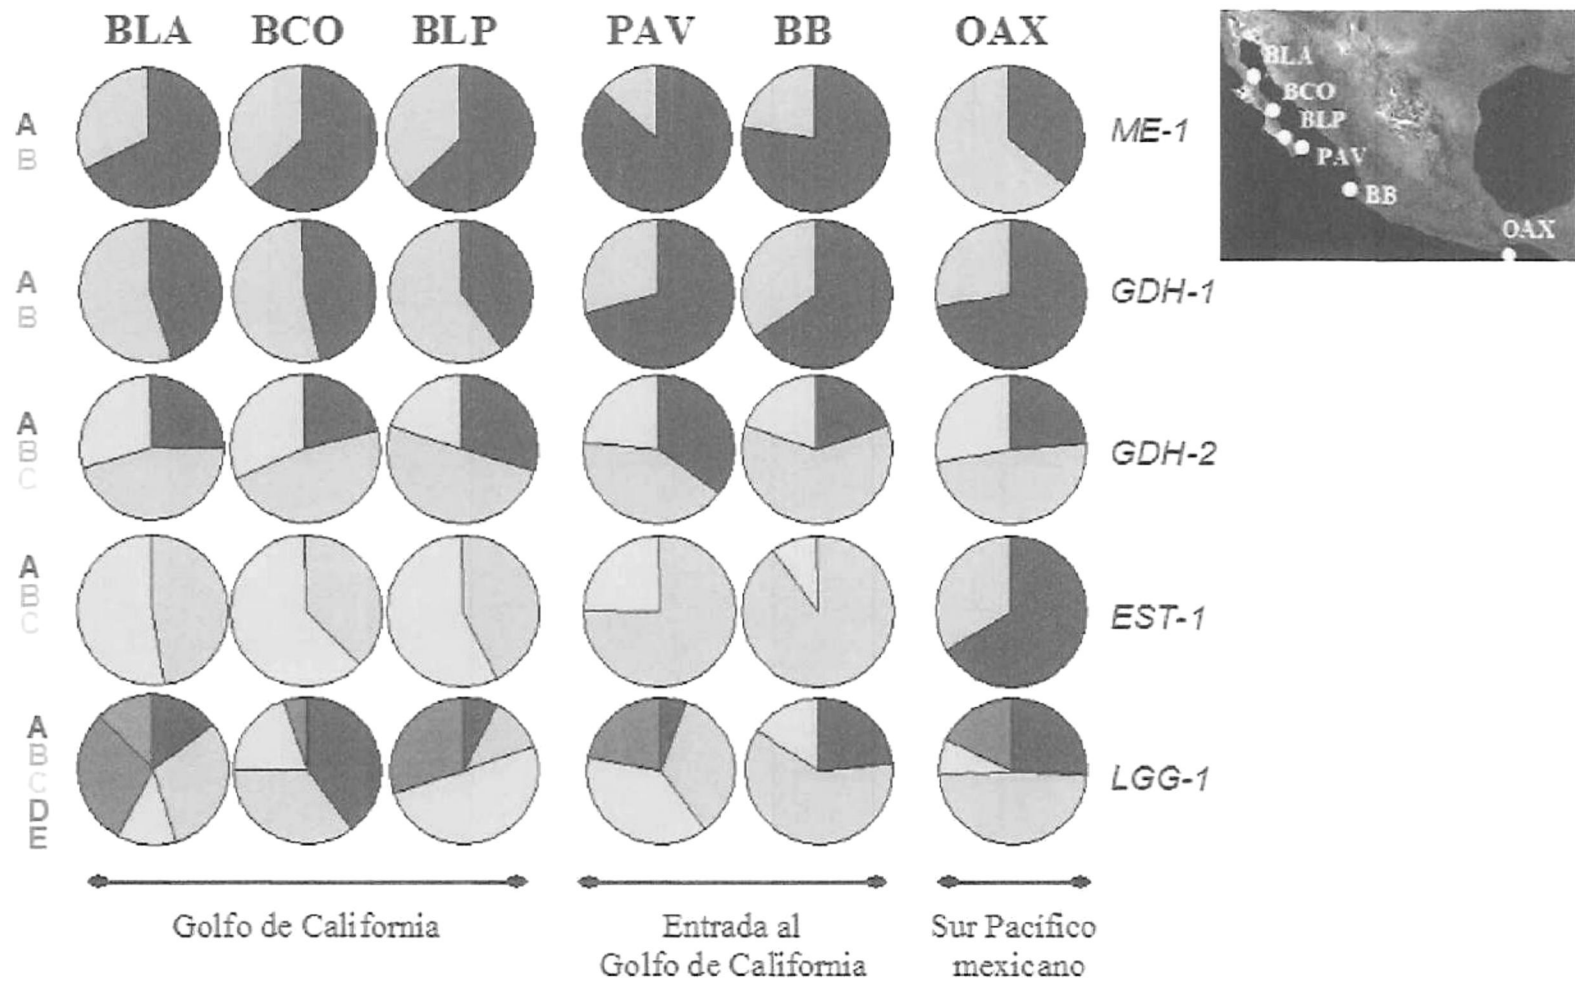 BLA BCO BLP PAV BB OAX
A
B
ME-1
A
B
GDH-1
A
B
C
GDH-2
A
B
C
EST-1
A
B
C
D
E
LGG-1
Golfo de California
Entrada al
Golfo de California
Sur Pacífico
mexicano
BLA
BCO
BLP
PAV
BB
OAX